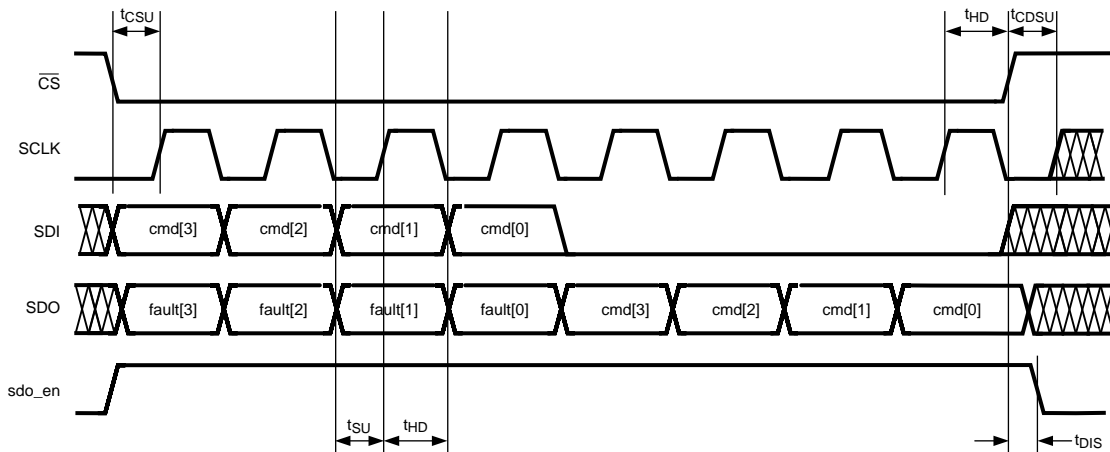 tCSU tHD tCDSU
CS
SCLK
SDI cmd[3] cmd[2] cmd[1] cmd[0]
SDO fault[3] fault[2] fault[1] fault[0] cmd[3] cmd[2] cmd[1] cmd[0]
sdo_en
tSU tHD tDIS